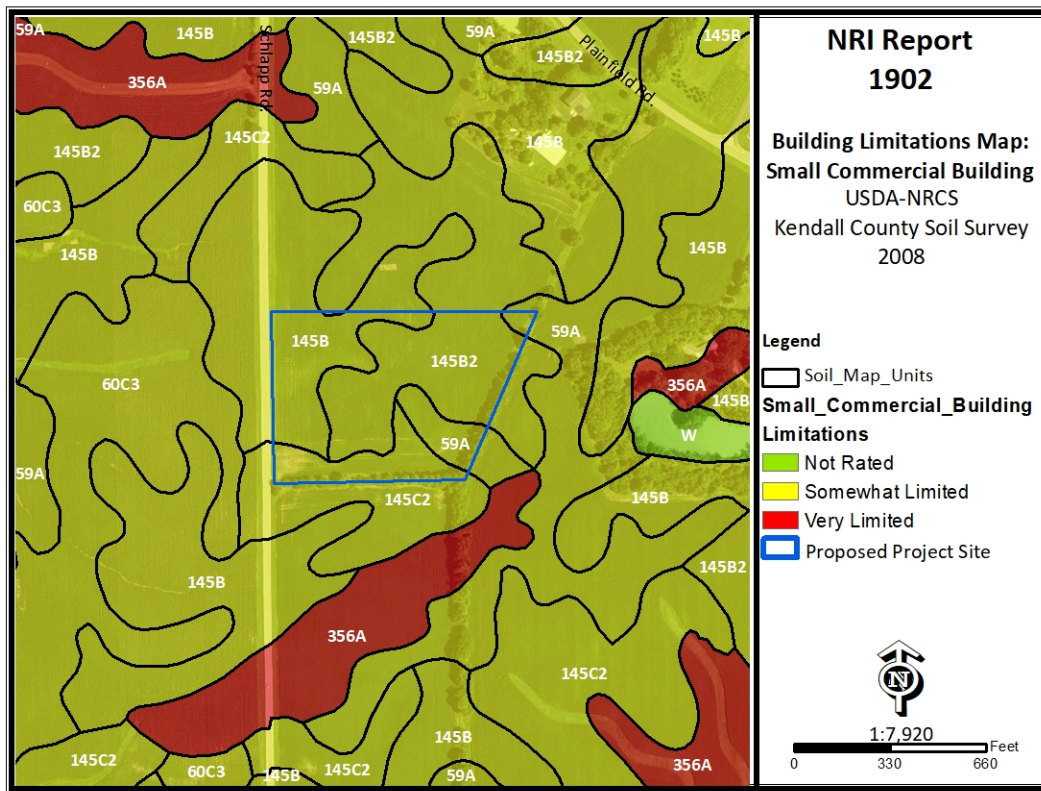 59A
145B
145B2
59A
145B2
145B
Schlapp Rd.
Plainfield Rd.
356A
59A
145C2
145B2
145B
60C3
145B
145B
145B
145B2
59A
60C3
356A
145B
59A
W
59A
145C2
145B
145B
145B2
356A
145C2
145B
145C2
60C3
145B
145C2
59A
356A
NRI Report
1902
Building Limitations Map:
Small Commercial Building
USDA-NRCS
Kendall County Soil Survey
2008
Legend
Soil_Map_Units
Small_Commercial_Building
Limitations
Not Rated
Somewhat Limited
Very Limited
Proposed Project Site
N
1:7,920
Feet
0 330 660